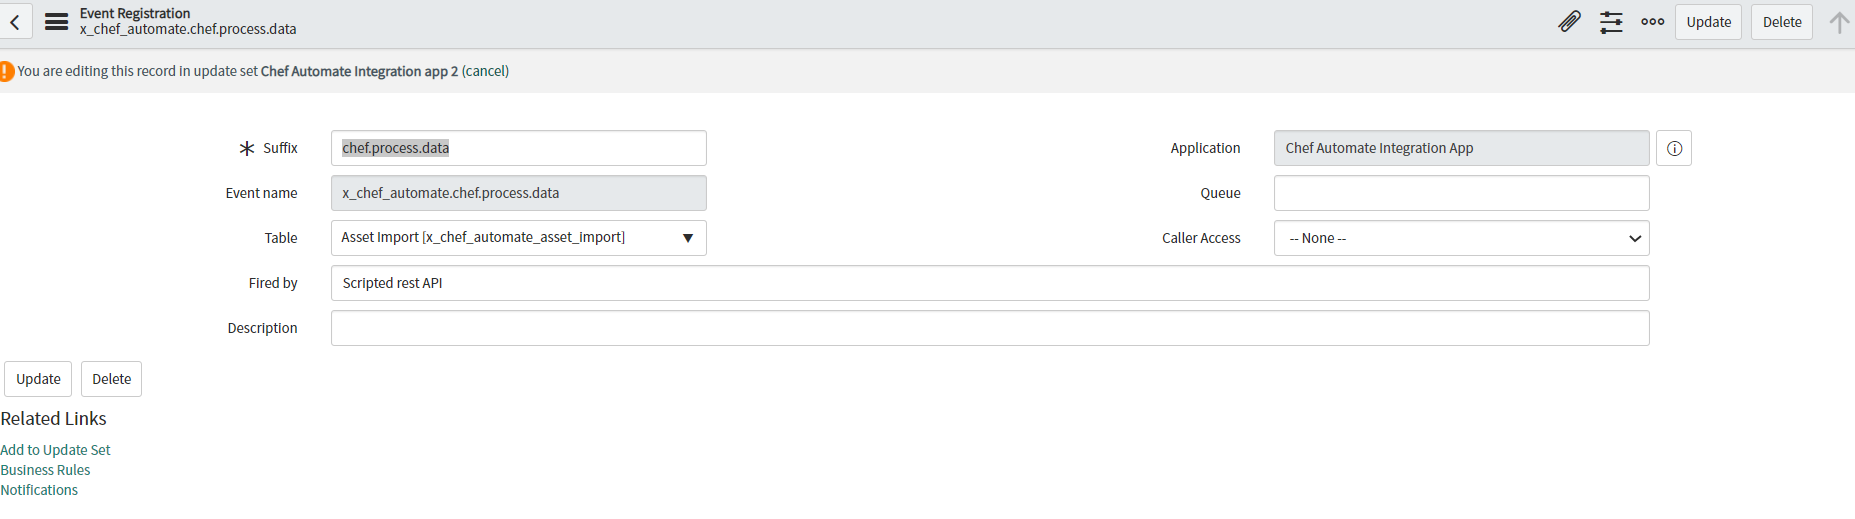 Event Registration
x_chef_automate.chef.process.data
Update
Delete
You are editing this record in update set Chef Automate Integration app 2 (cancel)
Suffix
chef.process.data
Application
Chef Automate Integration App
Event name
x_chef_automate.chef.process.data
Queue
Table
Asset Import [x_chef_automate_asset_import]
Caller Access
-- None --
Fired by
Scripted rest API
Description
Update
Delete
Related Links
Add to Update Set
Business Rules
Notifications